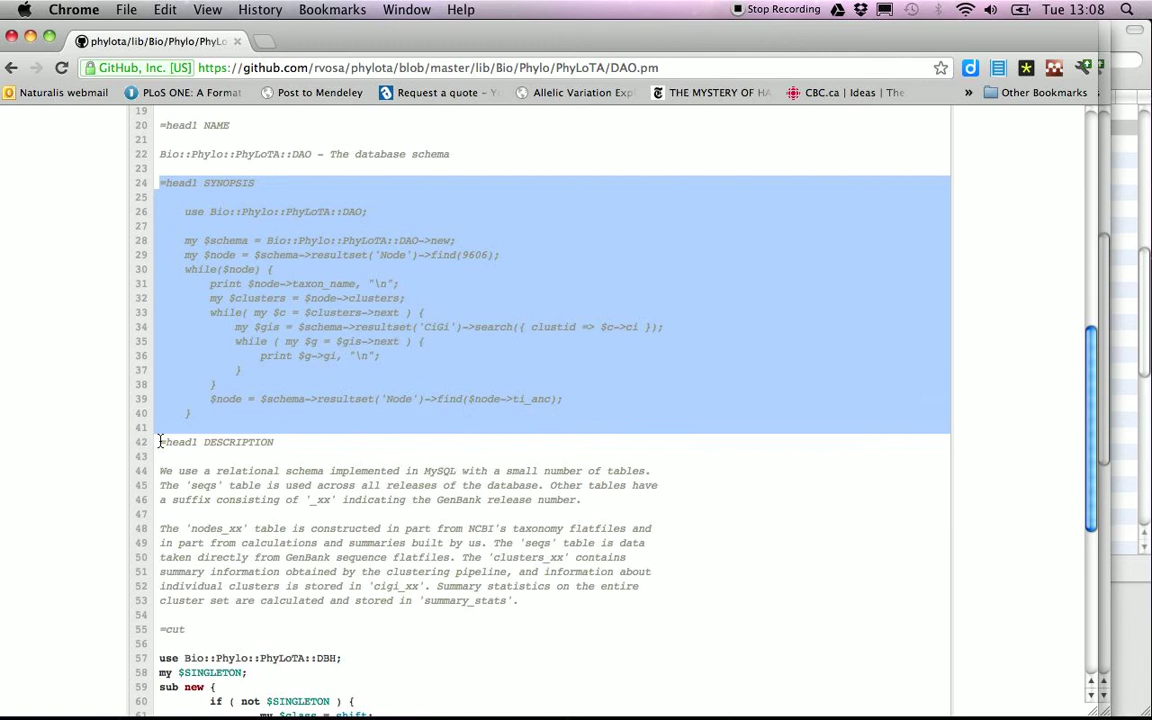 Chrome File Edit View History Bookmarks Window Help Stop Recording Tue 13:08
phylota/lib/Bio/Phylo/PhyLo
GitHub, Inc. [US] https://github.com/rvosa/phylota/blob/master/lib/Bio/Phylo/PhyLoTA/DAO.pm
Naturalis webmail PLoS ONE: A Format Post to Mendeley Request a quote – Yo Allelic Variation Exp THE MYSTERY OF HA CBC.ca | Ideas | The » Other Bookmarks
19
20 =head1 NAME
21
22 Bio::Phylo::PhyLoTA::DAO - The database schema
23
24 =head1 SYNOPSIS
25
26 use Bio::Phylo::PhyLoTA::DAO;
27
28 my $schema = Bio::Phylo::PhyLoTA::DAO->new;
29 my $node = $schema->resultset('Node')->find(9606);
30 while($node) {
31 print $node->taxon_name, "\n";
32 my $clusters = $node->clusters;
33 while( my $c = $clusters->next ) {
34 my $gis = $schema->resultset('CiGi')->search({ clustid => $c->ci });
35 while ( my $g = $gis->next ) {
36 print $g->gi, "\n";
37 }
38 }
39 $node = $schema->resultset('Node')->find($node->ti_anc);
40 }
41
42 =head1 DESCRIPTION
43
44 We use a relational schema implemented in MySQL with a small number of tables.
45 The 'seqs' table is used across all releases of the database. Other tables have
46 a suffix consisting of '_xx' indicating the GenBank release number.
47
48 The 'nodes_xx' table is constructed in part from NCBI's taxonomy flatfiles and
49 in part from calculations and summaries built by us. The 'seqs' table is data
50 taken directly from GenBank sequence flatfiles. The 'clusters_xx' contains
51 summary information obtained by the clustering pipeline, and information about
52 individual clusters is stored in 'cigi_xx'. Summary statistics on the entire
53 cluster set are calculated and stored in 'summary_stats'.
54
55 =cut
56
57 use Bio::Phylo::PhyLoTA::DBH;
58 my $SINGLETON;
59 sub new {
60 if ( not $SINGLETON ) {
61 my $class = shift;